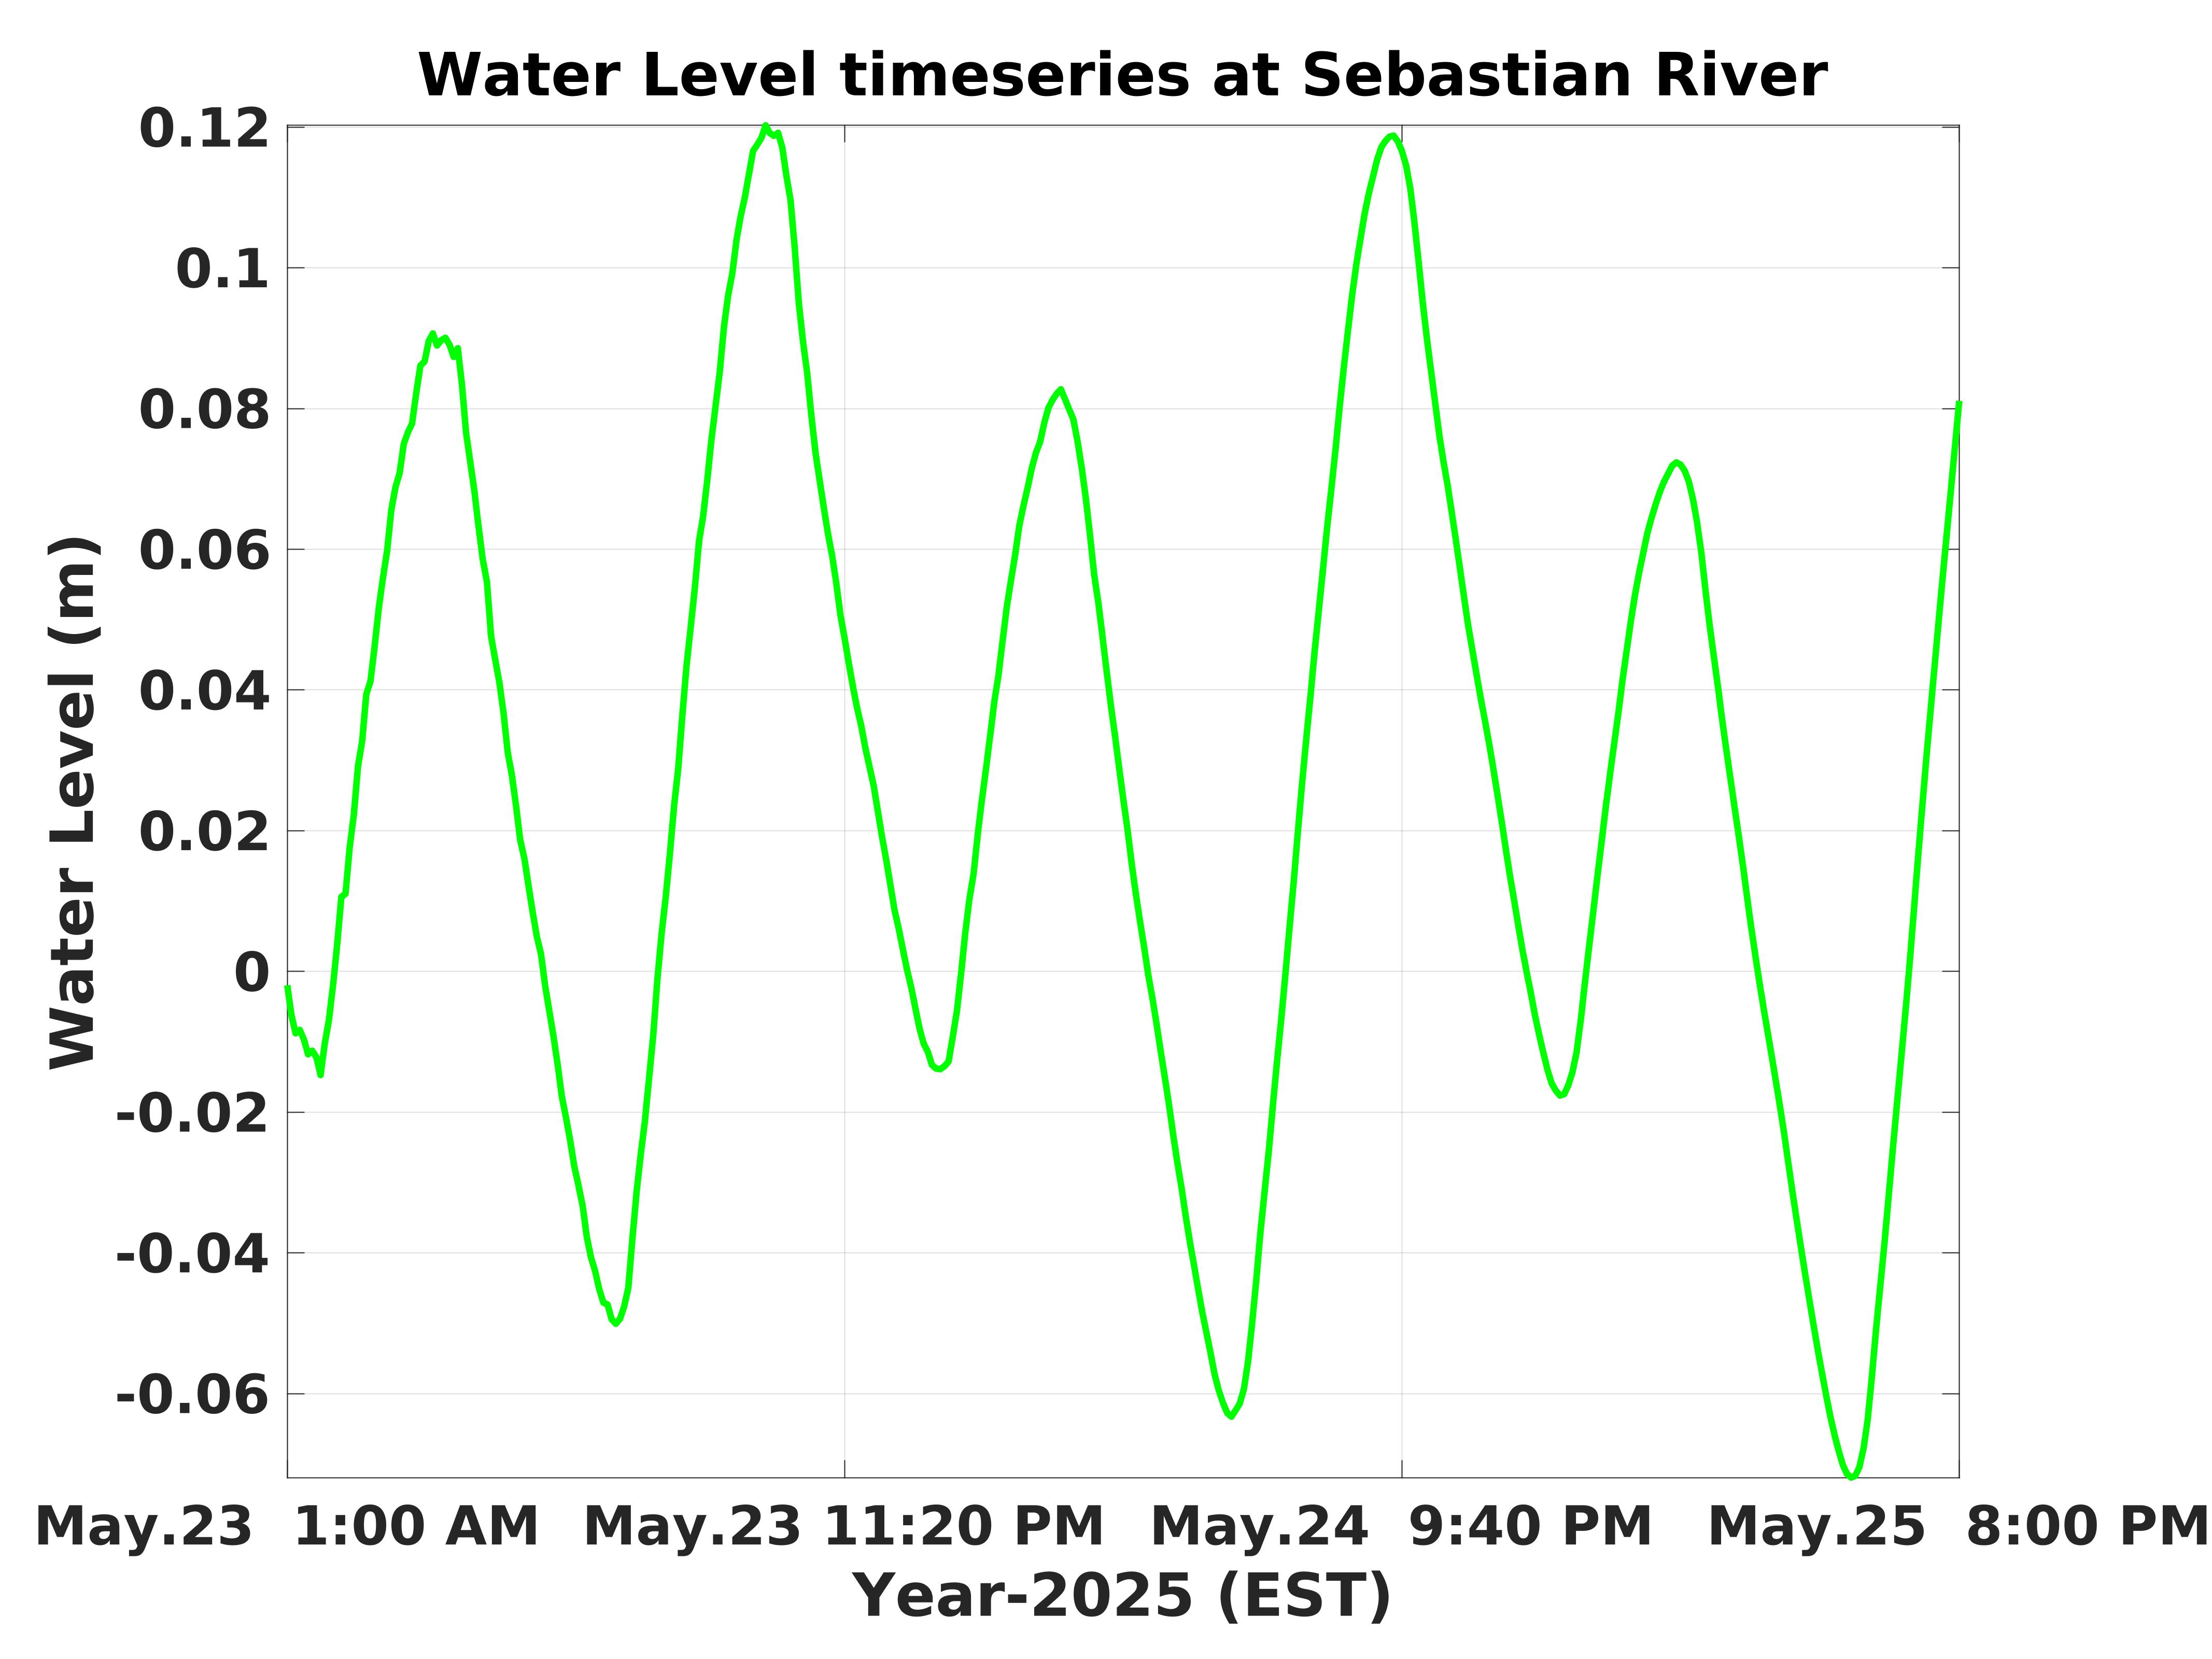 Water Level timeseries at Sebastian River
Water Level (m)
0.12
0.1
0.08
0.06
0.04
0.02
0
-0.02
-0.04
-0.06
May.23 1:00 AM May.23 11:20 PM May.24 9:40 PM May.25 8:00 PM
Year-2025 (EST)